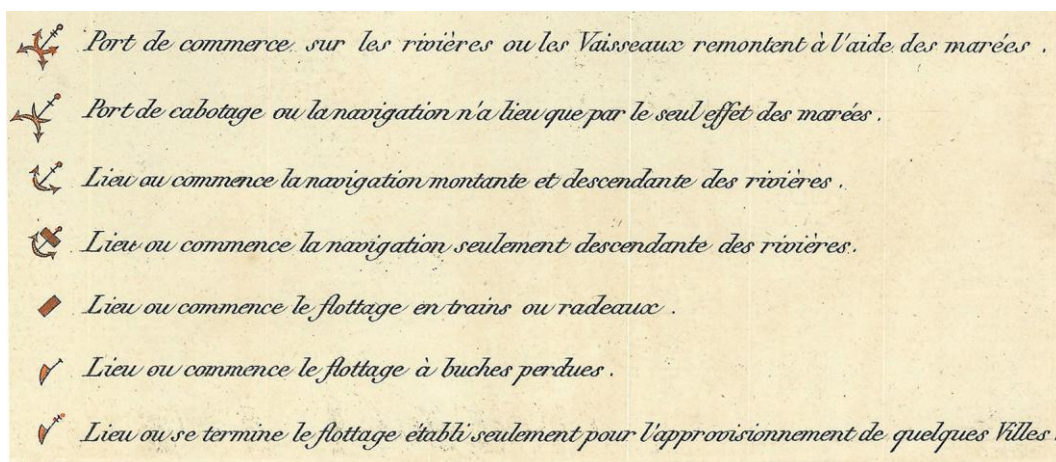 Port de commerce sur les rivières ou les Vaisseaux remontent à l'aide des marées.
Port de cabotage ou la navigation n'a lieu que par le seul effet des marées.
Lieu ou commence la navigation montante et descendante des rivières.
Lieu ou commence la navigation seulement descendante des rivières.
Lieu ou commence le flottage en trains ou radeaux.
Lieu ou commence le flottage à buches perdues.
Lieu ou se termine le flottage établi seulement pour l'approvisionnement de quelques Villes.